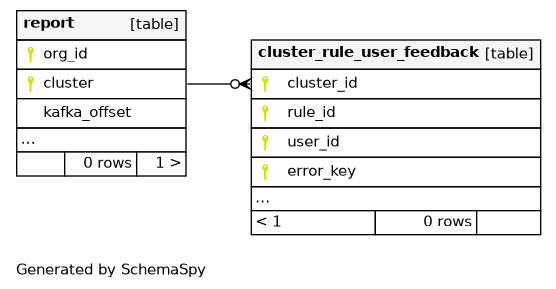 report [table]
org_id
cluster
kafka_offset
...
0 rows 1 >
cluster_rule_user_feedback [table]
cluster_id
rule_id
user_id
error_key
...
< 1 0 rows
Generated by SchemaSpy